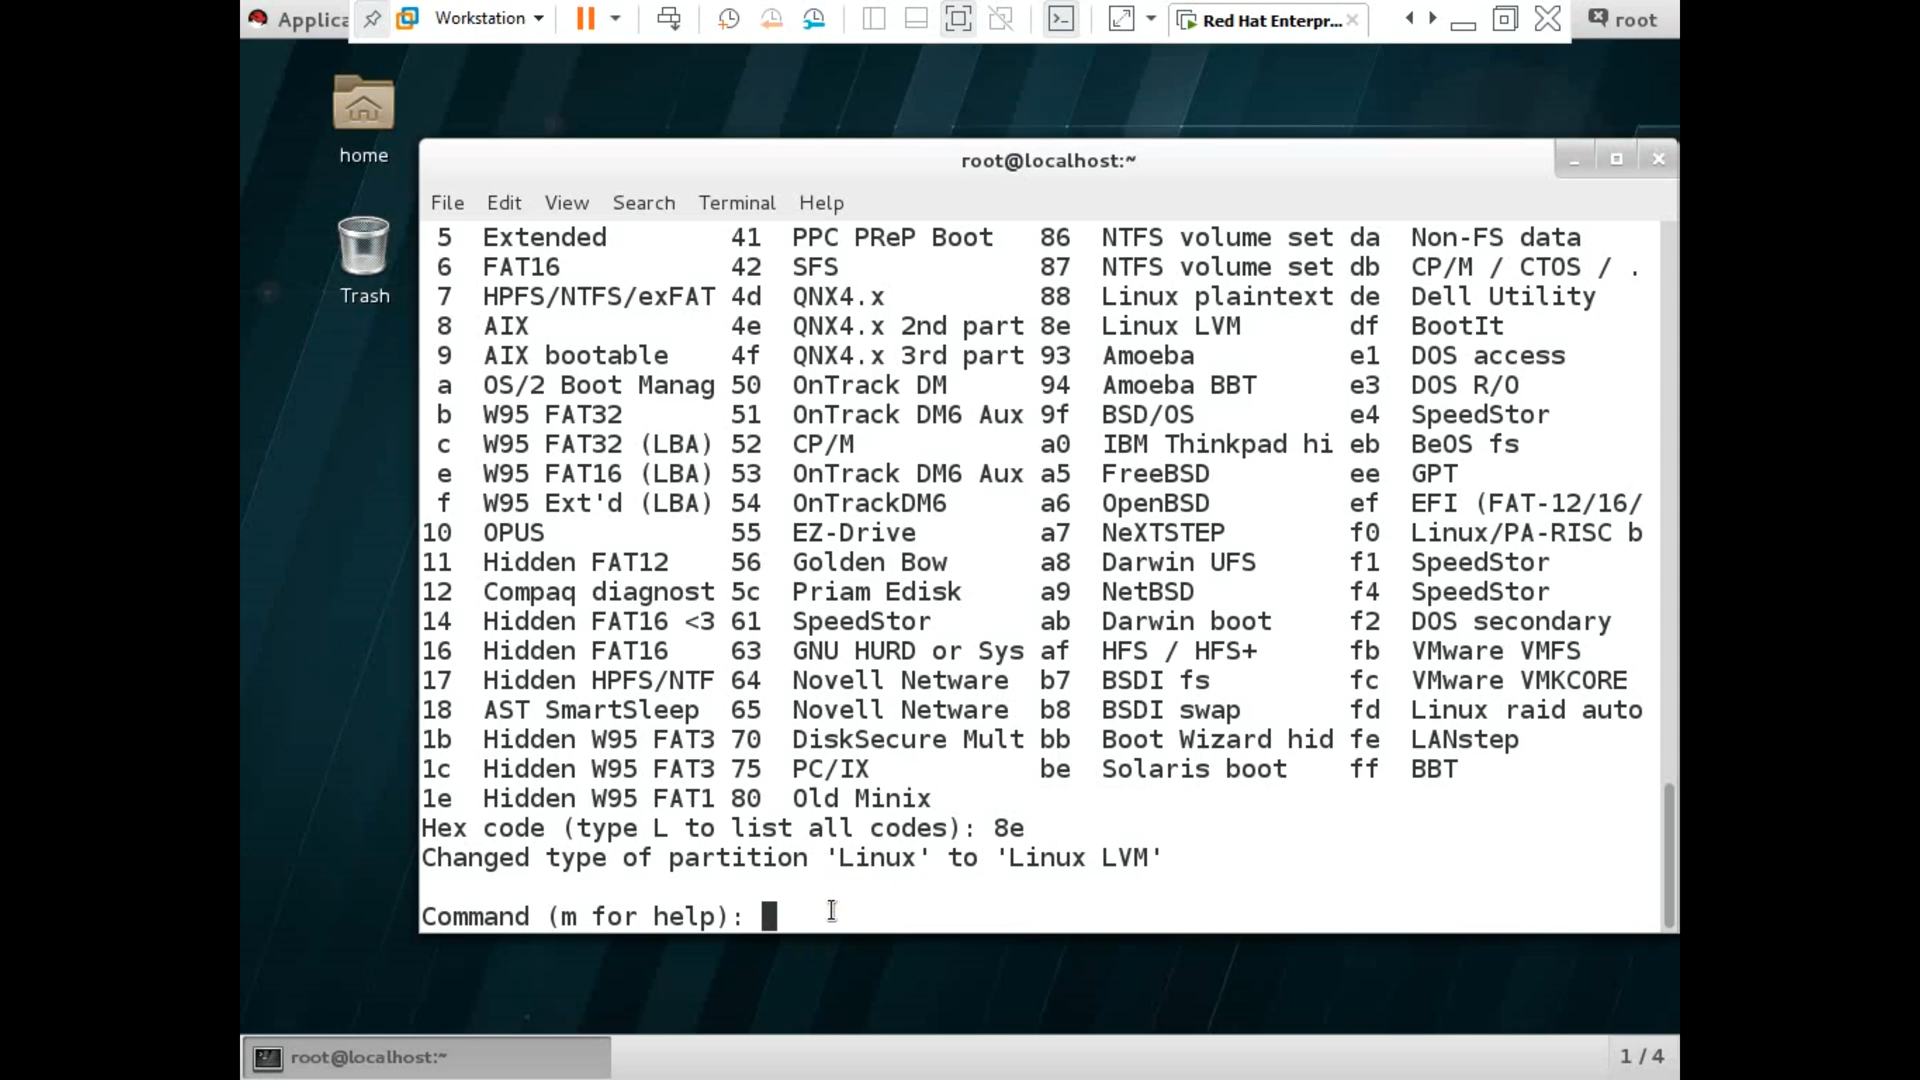 Applica
Workstation
Red Hat Enterpr...
root
home
Trash
root@localhost:~
File Edit View Search Terminal Help
5 Extended 41 PPC PReP Boot 86 NTFS volume set da Non-FS data
6 FAT16 42 SFS 87 NTFS volume set db CP/M / CTOS / .
7 HPFS/NTFS/exFAT 4d QNX4.x 88 Linux plaintext de Dell Utility
8 AIX 4e QNX4.x 2nd part 8e Linux LVM df BootIt
9 AIX bootable 4f QNX4.x 3rd part 93 Amoeba e1 DOS access
a OS/2 Boot Manag 50 OnTrack DM 94 Amoeba BBT e3 DOS R/O
b W95 FAT32 51 OnTrack DM6 Aux 9f BSD/OS e4 SpeedStor
c W95 FAT32 (LBA) 52 CP/M a0 IBM Thinkpad hi eb BeOS fs
e W95 FAT16 (LBA) 53 OnTrack DM6 Aux a5 FreeBSD ee GPT
f W95 Ext'd (LBA) 54 OnTrackDM6 a6 OpenBSD ef EFI (FAT-12/16/
10 OPUS 55 EZ-Drive a7 NeXTSTEP f0 Linux/PA-RISC b
11 Hidden FAT12 56 Golden Bow a8 Darwin UFS f1 SpeedStor
12 Compaq diagnost 5c Priam Edisk a9 NetBSD f4 SpeedStor
14 Hidden FAT16 <3 61 SpeedStor ab Darwin boot f2 DOS secondary
16 Hidden FAT16 63 GNU HURD or Sys af HFS / HFS+ fb VMware VMFS
17 Hidden HPFS/NTF 64 Novell Netware b7 BSDI fs fc VMware VMKCORE
18 AST SmartSleep 65 Novell Netware b8 BSDI swap fd Linux raid auto
1b Hidden W95 FAT3 70 DiskSecure Mult bb Boot Wizard hid fe LANstep
1c Hidden W95 FAT3 75 PC/IX be Solaris boot ff BBT
1e Hidden W95 FAT1 80 Old Minix
Hex code (type L to list all codes): 8e
Changed type of partition 'Linux' to 'Linux LVM'
Command (m for help):
root@localhost:~
1 / 4